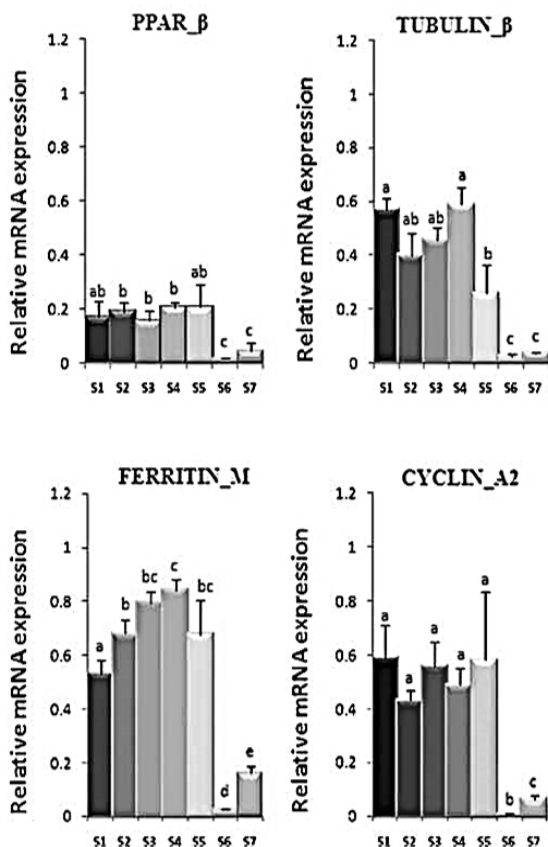 PPAR_β
Relative mRNA expression
1.2
1
0.8
0.6
0.4
0.2
0
ab
b
b
b
ab
c
c
S1 S2 S3 S4 S5 S6 S7
TUBULIN_β
Relative mRNA expression
1.2
1
0.8
0.6
0.4
0.2
0
a
ab
ab
a
b
c
c
S1 S2 S3 S4 S5 S6 S7
FERRITIN_M
Relative mRNA expression
1.2
1
0.8
0.6
0.4
0.2
0
a
b
bc
c
bc
d
e
S1 S2 S3 S4 S5 S6 S7
CYCLIN_A2
Relative mRNA expression
1.2
1
0.8
0.6
0.4
0.2
0
a
a
a
a
a
b
c
S1 S2 S3 S4 S5 S6 S7